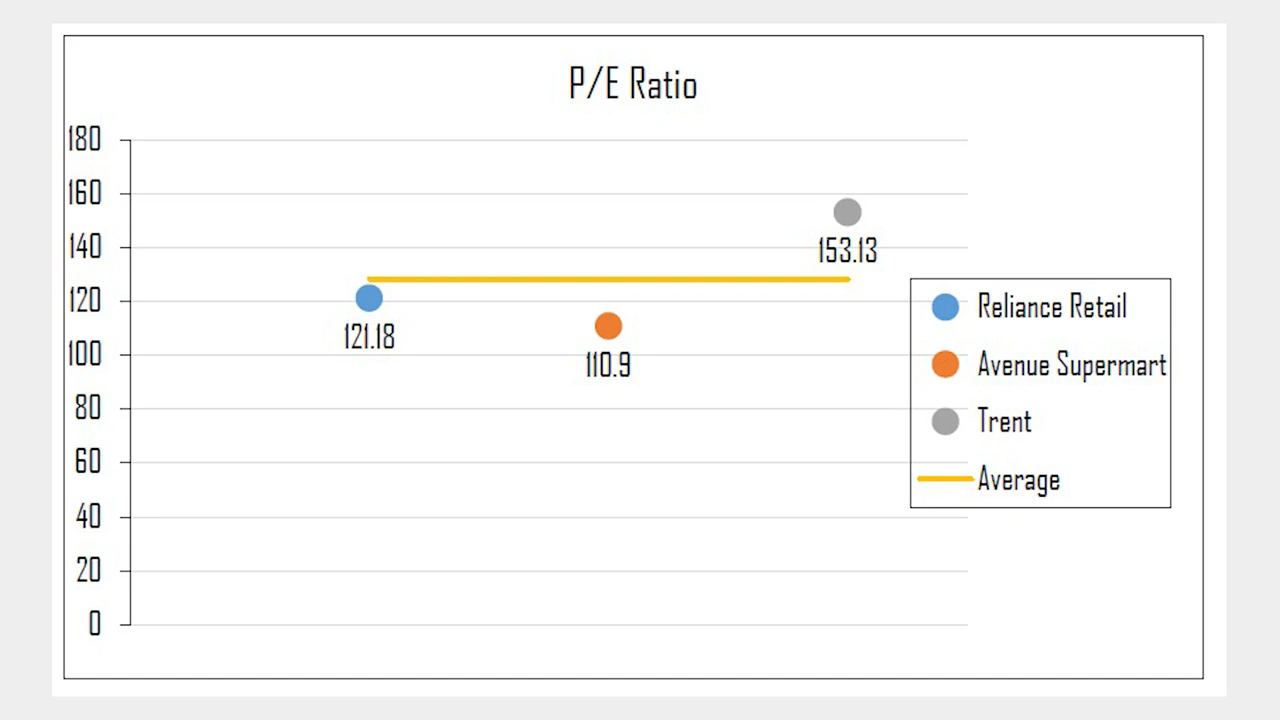 P/E Ratio
180
160
140
120
100
80
60
40
20
0
121.18
110.9
153.13
Reliance Retail
Avenue Supermart
Trent
Average